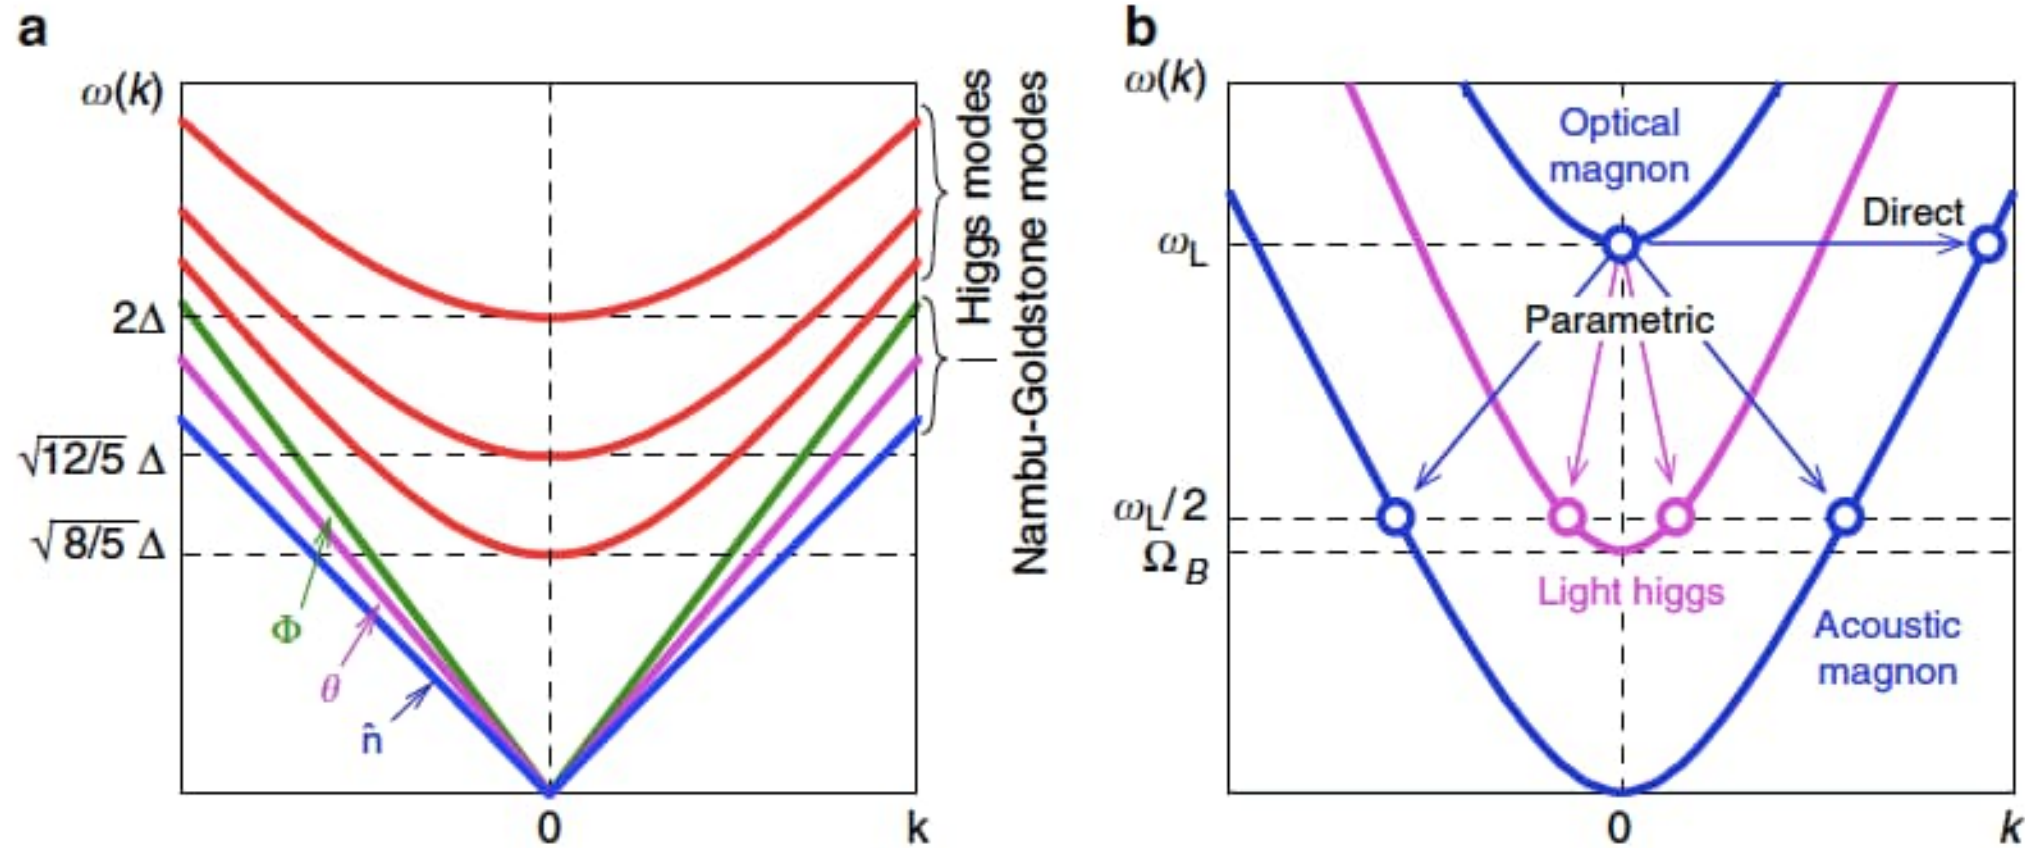 a
ω(k)
2Δ
√12/5 Δ
√8/5 Δ
Φ
θ
n̂
0
k
Higgs modes
Nambu-Goldstone modes
b
ω(k)
ω_L
ω_L/2
Ω_B
Optical
magnon
Direct
Parametric
Light higgs
Acoustic
magnon
0
k